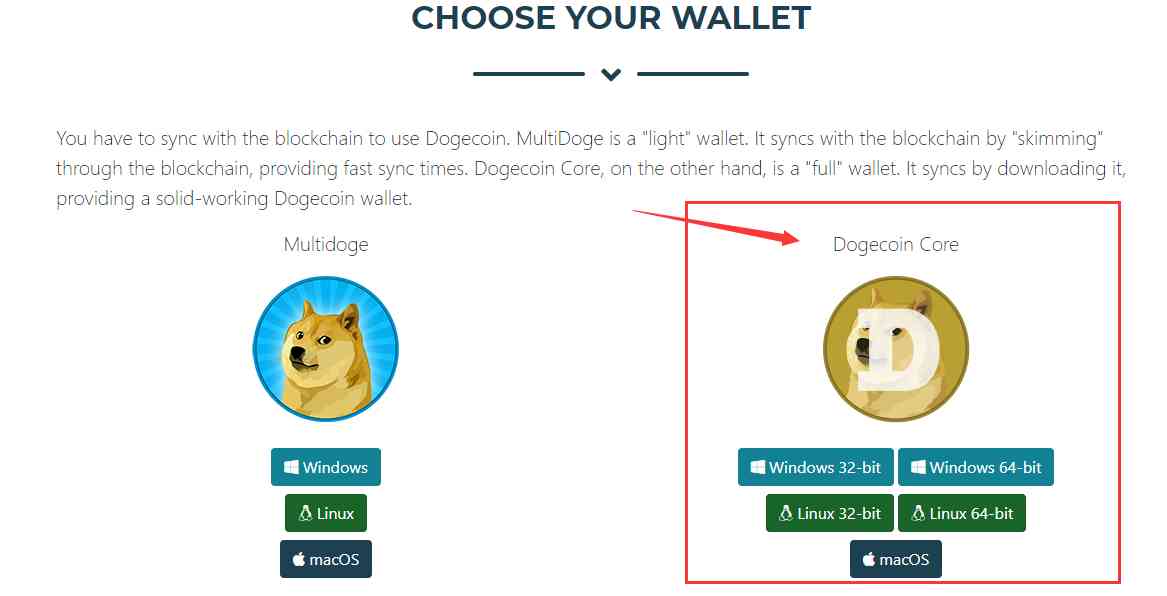 CHOOSE YOUR WALLET
You have to sync with the blockchain to use Dogecoin. MultiDoge is a "light" wallet. It syncs with the blockchain by "skimming"
through the blockchain, providing fast sync times. Dogecoin Core, on the other hand, is a "full" wallet. It syncs by downloading it,
providing a solid-working Dogecoin wallet.
Multidoge
Windows
Linux
macOS
Dogecoin Core
D
Windows 32-bit Windows 64-bit
Linux 32-bit Linux 64-bit
macOS